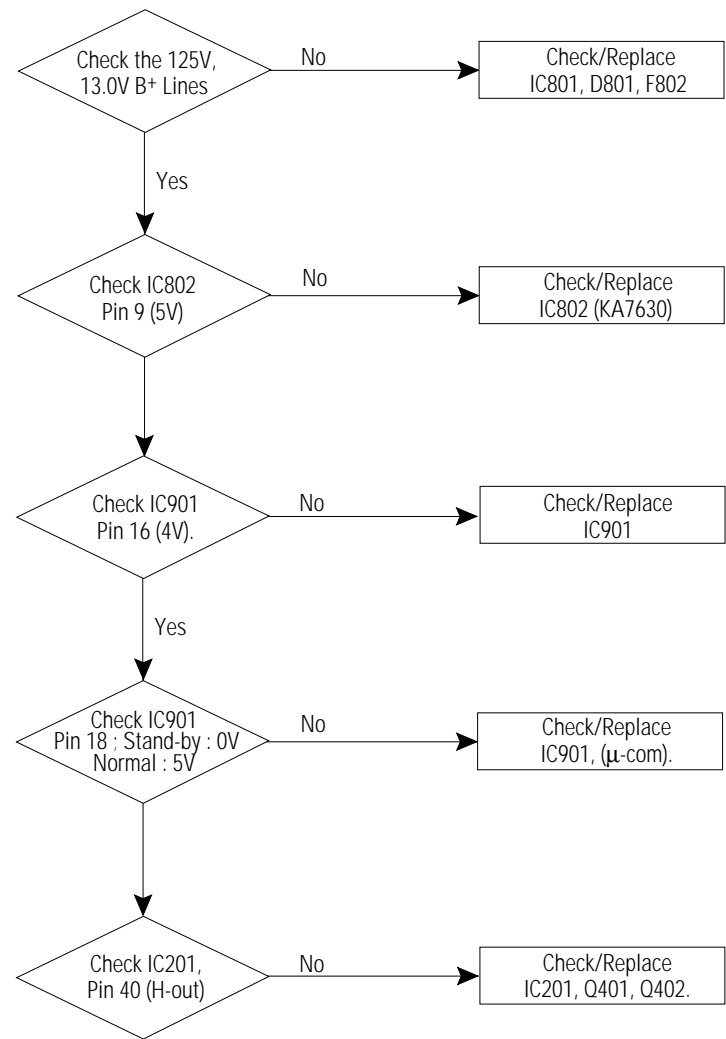 Check the 125V,
13.0V B+ Lines
No
Check/Replace
IC801, D801, F802
Yes
Check IC802
Pin 9 (5V)
No
Check/Replace
IC802 (KA7630)
Check IC901
Pin 16 (4V).
No
Check/Replace
IC901
Yes
Check IC901
Pin 18 ; Stand-by : 0V
Normal : 5V
No
Check/Replace
IC901, (μ-com).
Check IC201,
Pin 40 (H-out)
No
Check/Replace
IC201, Q401, Q402.